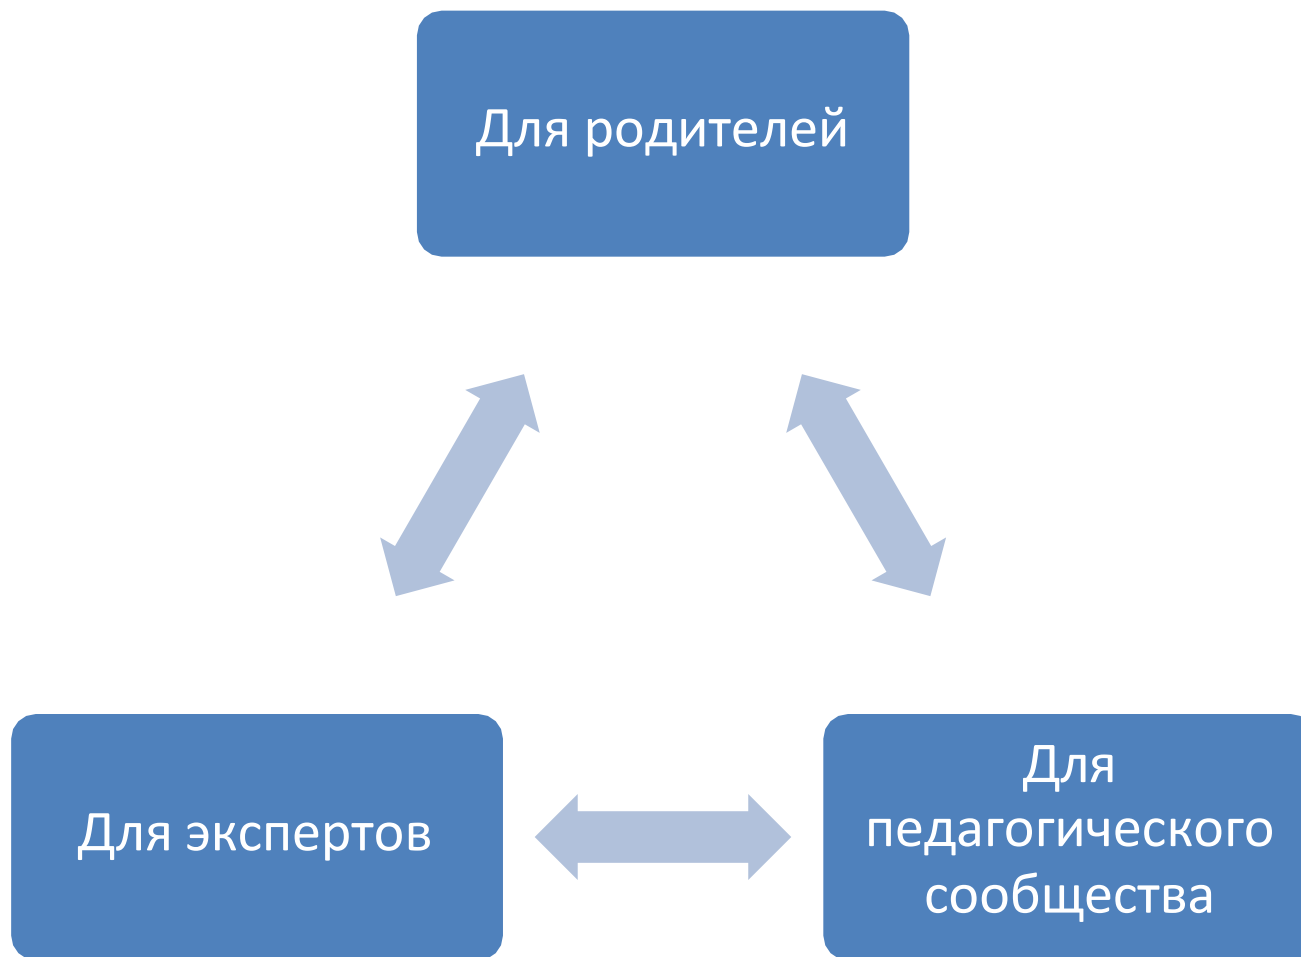 Для родителей
Для экспертов
Для
педагогического
сообщества